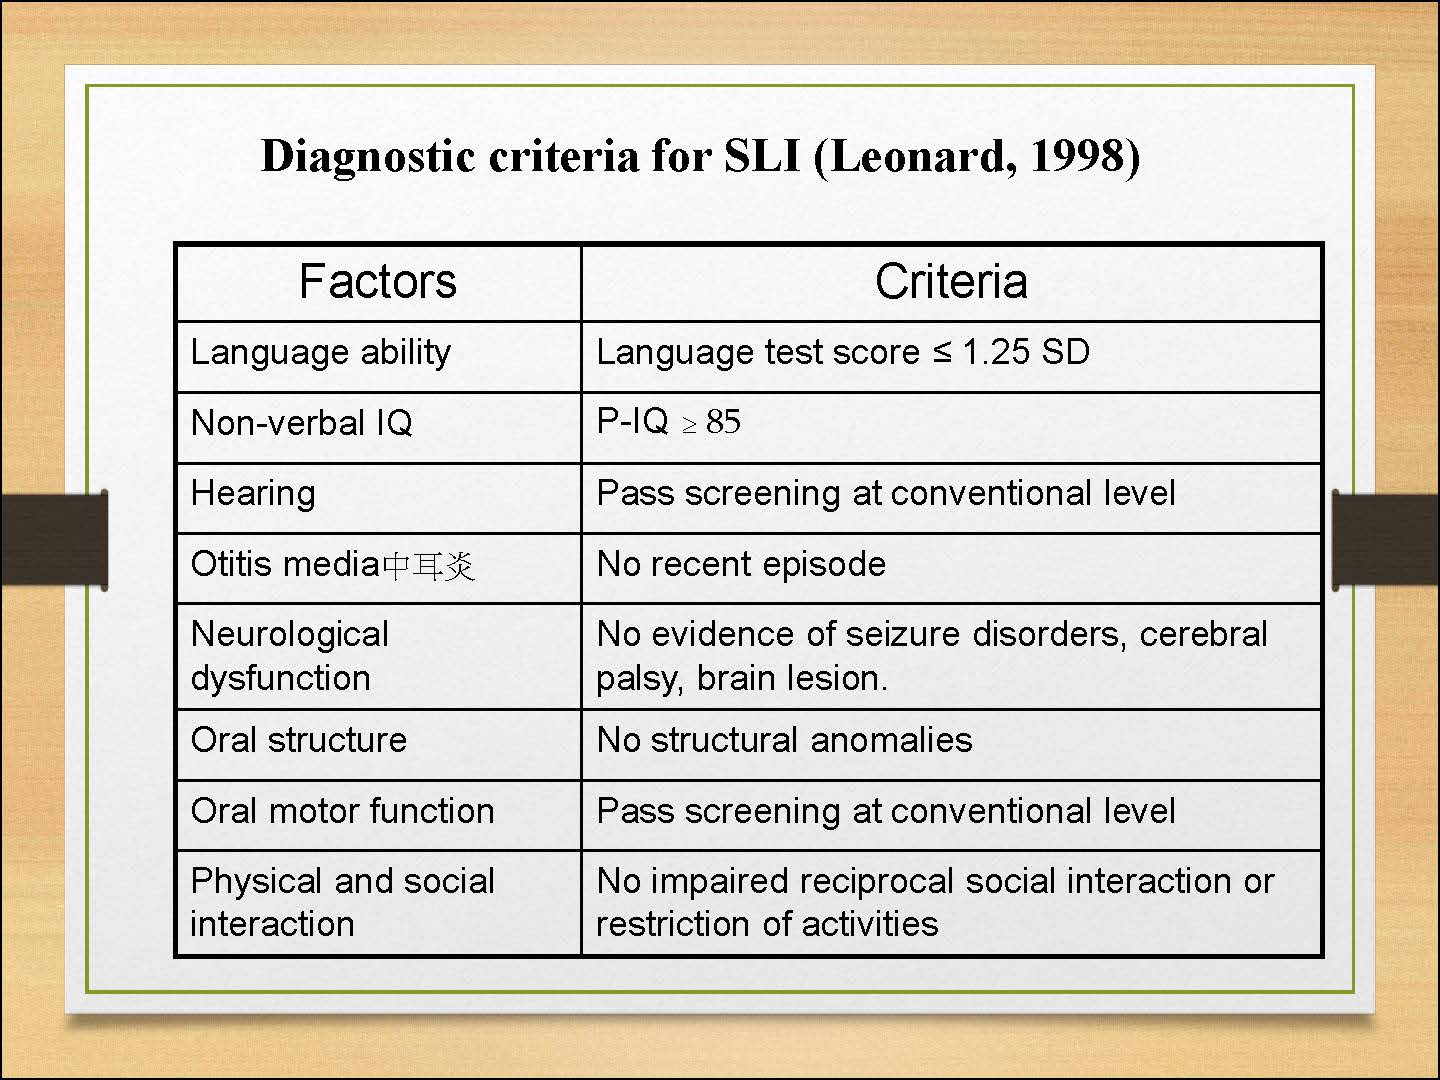 Diagnostic criteria for SLI (Leonard, 1998)
Factors
Criteria
Language ability
Language test score ≤ 1.25 SD
Non-verbal IQ
P-IQ ≥ 85
Hearing
Pass screening at conventional level
Otitis media中耳炎
No recent episode
Neurological
dysfunction
No evidence of seizure disorders, cerebral
palsy, brain lesion.
Oral structure
No structural anomalies
Oral motor function
Pass screening at conventional level
Physical and social
interaction
No impaired reciprocal social interaction or
restriction of activities